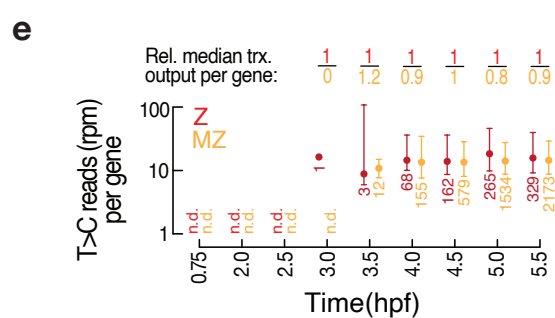 e
Rel. median trx.
output per gene:
1 1 1 1 1 1
0 1.2 0.9 1 0.8 0.9
T>C reads (rpm)
per gene
100
10
1
Z
MZ
n.d. n.d. n.d. n.d. n.d. n.d. n.d.
1 3 12 68 155 162 579 265 1534 329 2173
0.75 2.0 2.5 3.0 3.5 4.0 4.5 5.0 5.5
Time(hpf)